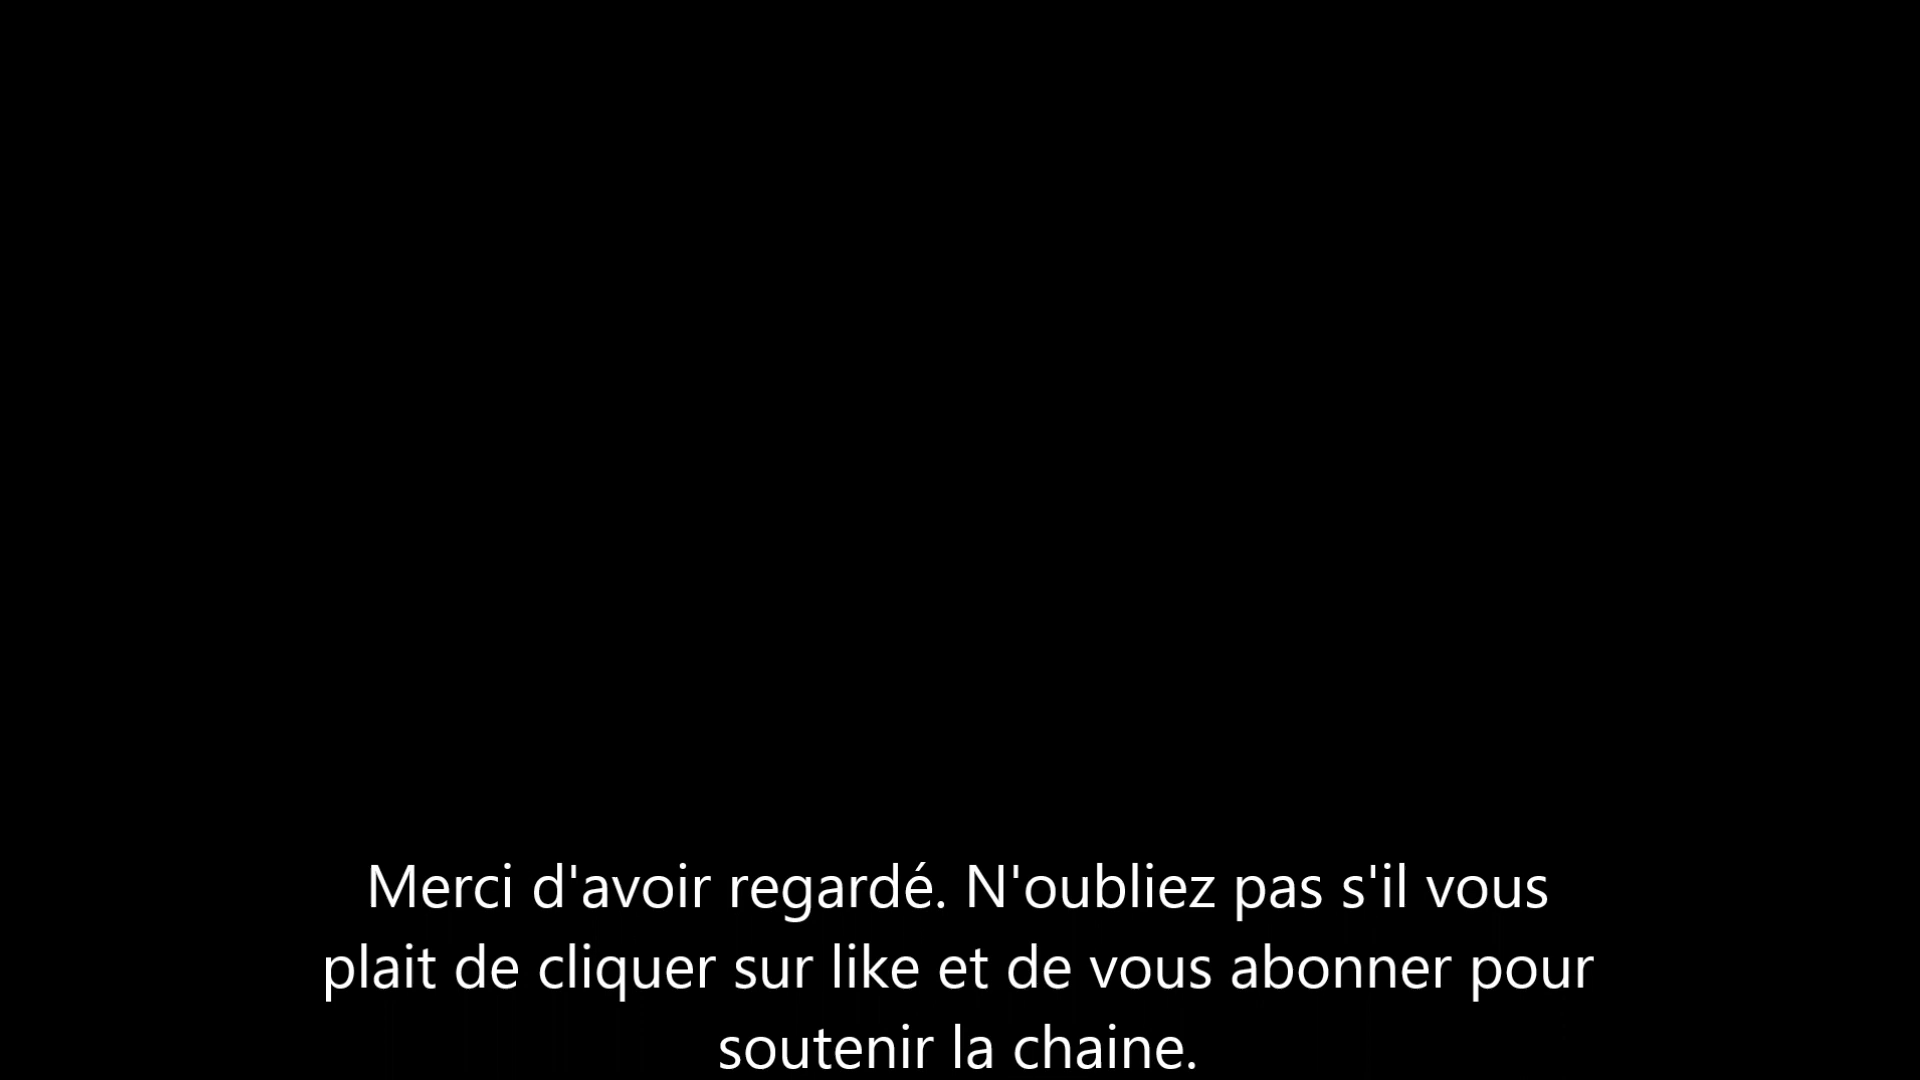 Merci d'avoir regardé. N'oubliez pas s'il vous
plait de cliquer sur like et de vous abonner pour
soutenir la chaine.